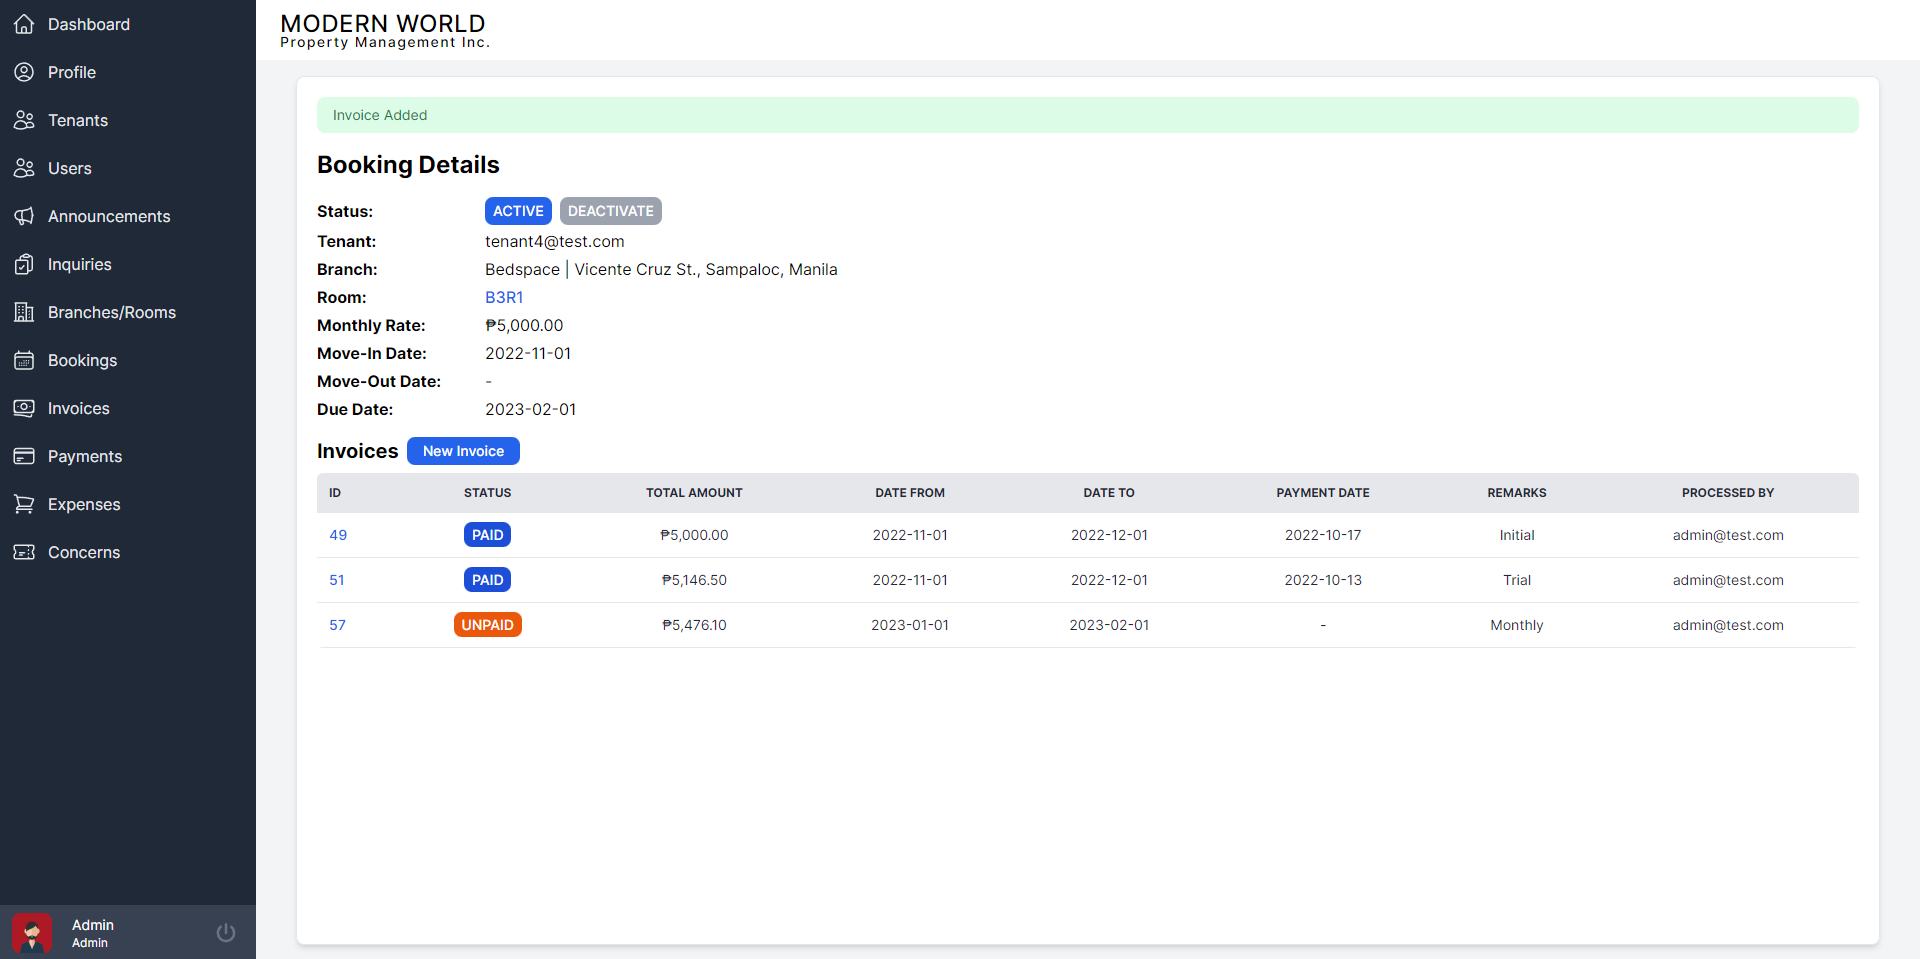 Dashboard
Profile
Tenants
Users
Announcements
Inquiries
Branches/Rooms
Bookings
Invoices
Payments
Expenses
Concerns
Admin
Admin
MODERN WORLD
Property Management Inc.
Invoice Added
Booking Details
Status: ACTIVE DEACTIVATE
Tenant: tenant4@test.com
Branch: Bedspace | Vicente Cruz St., Sampaloc, Manila
Room: B3R1
Monthly Rate: ₱5,000.00
Move-In Date: 2022-11-01
Move-Out Date: -
Due Date: 2023-02-01
Invoices New Invoice
ID STATUS TOTAL AMOUNT DATE FROM DATE TO PAYMENT DATE REMARKS PROCESSED BY
49 PAID ₱5,000.00 2022-11-01 2022-12-01 2022-10-17 Initial admin@test.com
51 PAID ₱5,146.50 2022-11-01 2022-12-01 2022-10-13 Trial admin@test.com
57 UNPAID ₱5,476.10 2023-01-01 2023-02-01 - Monthly admin@test.com